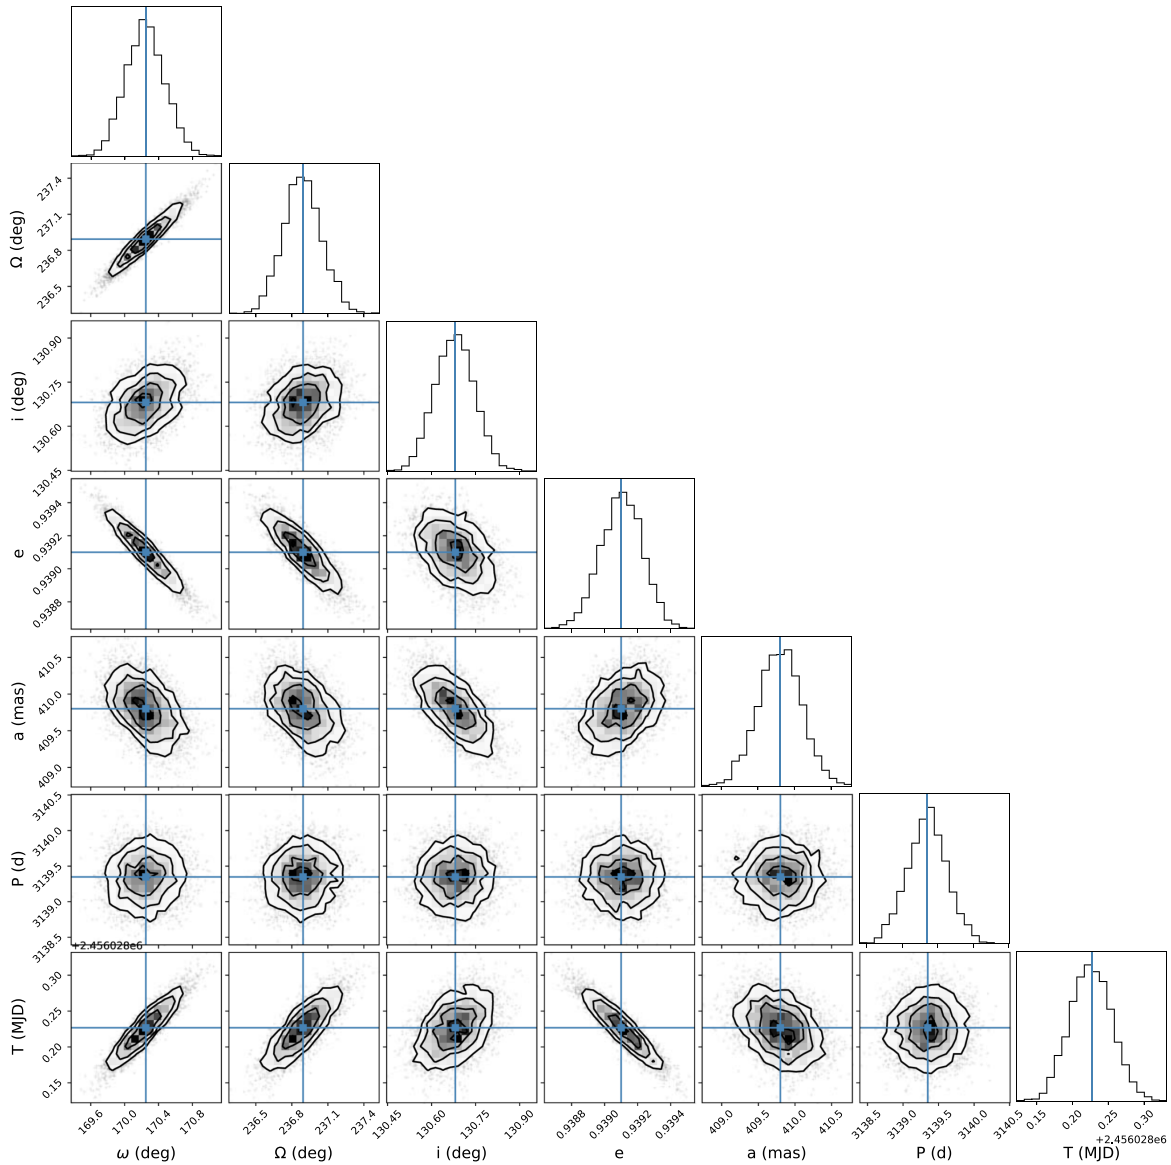 Ω (deg)
237.4
237.1
236.8
236.5
i (deg)
130.90
130.75
130.60
130.45
e
0.9394
0.9392
0.9390
0.9388
a (mas)
410.5
410.0
409.5
409.0
P (d)
3140.5
3140.0
3139.5
3139.0
3138.5
+2.456028e6
T (MJD)
0.30
0.25
0.20
0.15
169.6 170.0 170.4 170.8
236.5 236.8 237.1 237.4
130.45 130.60 130.75 130.90
0.9388 0.9390 0.9392 0.9394
409.0 409.5 410.0 410.5
3138.5 3139.0 3139.5 3140.0 3140.5
0.15 0.20 0.25 0.30
+2.456028e6
ω (deg) Ω (deg) i (deg) e a (mas) P (d) T (MJD)